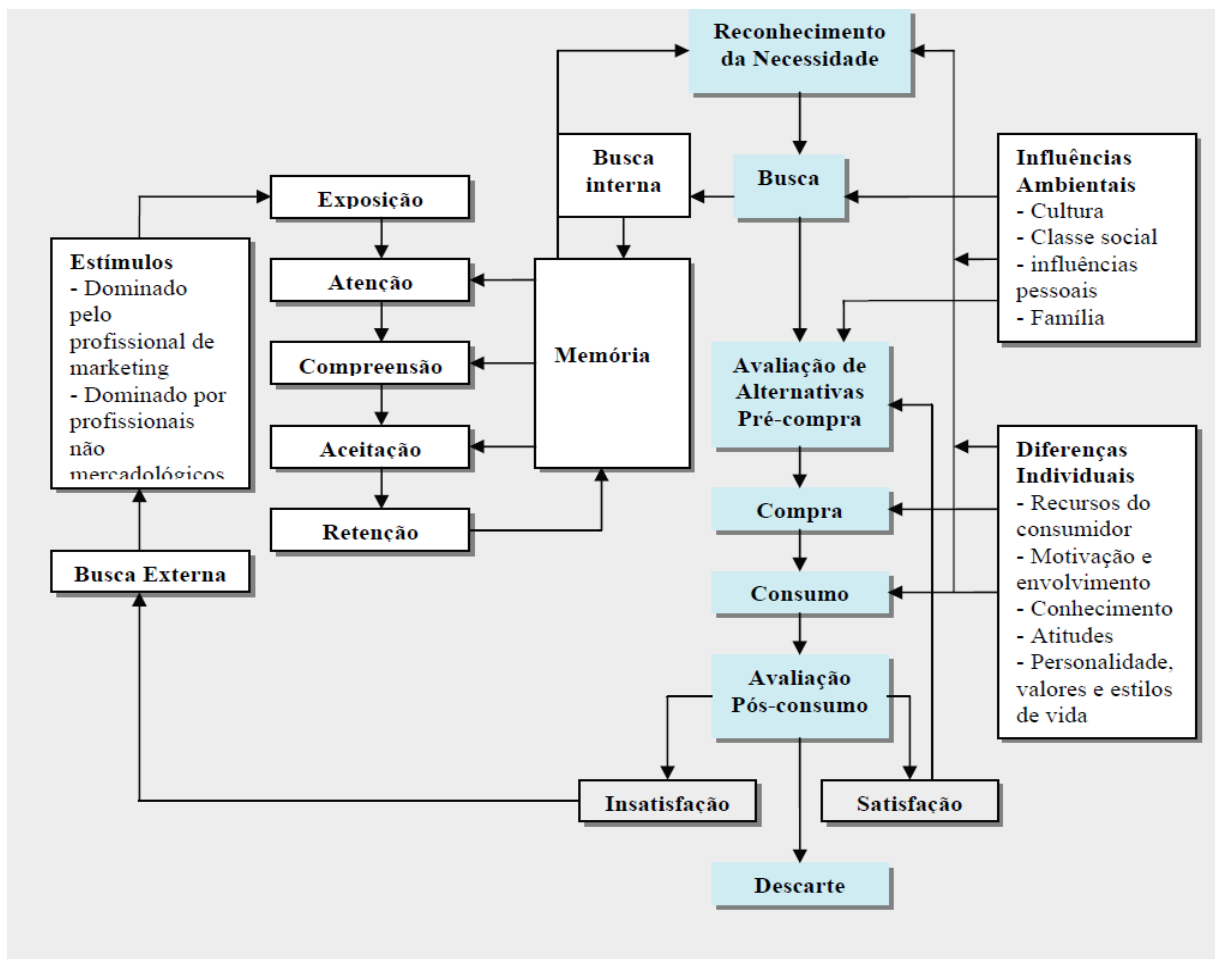 Reconhecimento
da Necessidade
Busca
interna
Busca
Influências
Ambientais
- Cultura
- Classe social
- influências
pessoais
- Família
Exposição
Estímulos
- Dominado
pelo
profissional de
marketing
- Dominado por
profissionais
não
mercadológicos
Atenção
Compreensão
Memória
Avaliação de
Alternativas
Pré-compra
Aceitação
Diferenças
Individuais
- Recursos do
consumidor
- Motivação e
envolvimento
- Conhecimento
- Atitudes
- Personalidade,
valores e estilos
de vida
Retenção
Compra
Busca Externa
Consumo
Avaliação
Pós-consumo
Insatisfação
Satisfação
Descarte